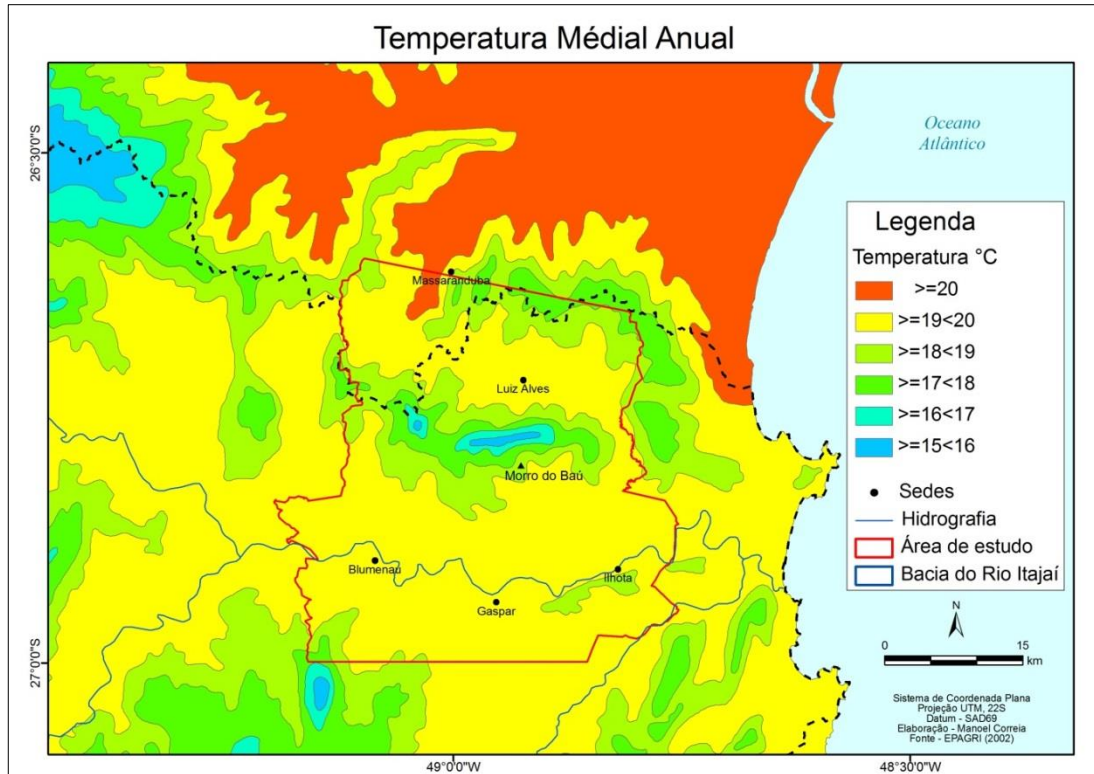 Temperatura Médial Anual
26°30'0"S
27°0'0"S
49°0'0"W
48°30'0"W
Oceano
Atlântico
Massaranduba
Luiz Alves
Morro do Baú
Blumenau
Ilhota
Gaspar
Legenda
Temperatura °C
>=20
>=19<20
>=18<19
>=17<18
>=16<17
>=15<16
Sedes
Hidrografia
Área de estudo
Bacia do Rio Itajaí
N
0 15
km
Sistema de Coordenada Plana
Projeção UTM, 22S
Datum - SAD69
Elaboração - Manoel Correia
Fonte - EPAGRI (2002)